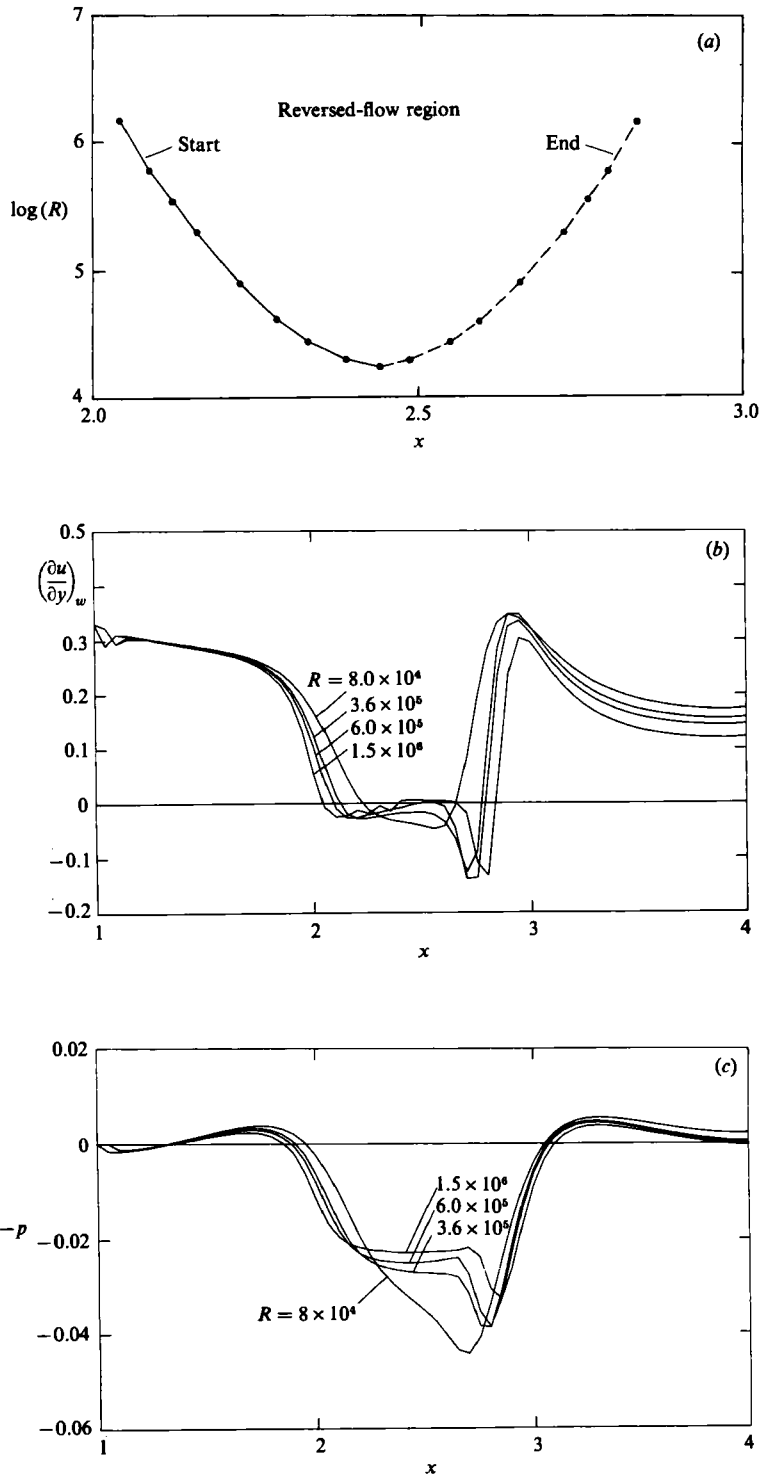 7
(a)
Reversed-flow region
6
Start
End
log (R)
5
4
2.0
2.5
3.0
x
0.5
(b)
(∂u/∂y)w
0.3
R = 8.0 × 10⁴
3.6 × 10⁵
0.2
6.0 × 10⁵
1.5 × 10⁶
0.1
0
−0.1
−0.2
1
2
3
4
x
0.02
(c)
0
1.5 × 10⁶
6.0 × 10⁵
3.6 × 10⁵
−p
−0.02
R = 8 × 10⁴
−0.04
−0.06
1
2
3
4
x